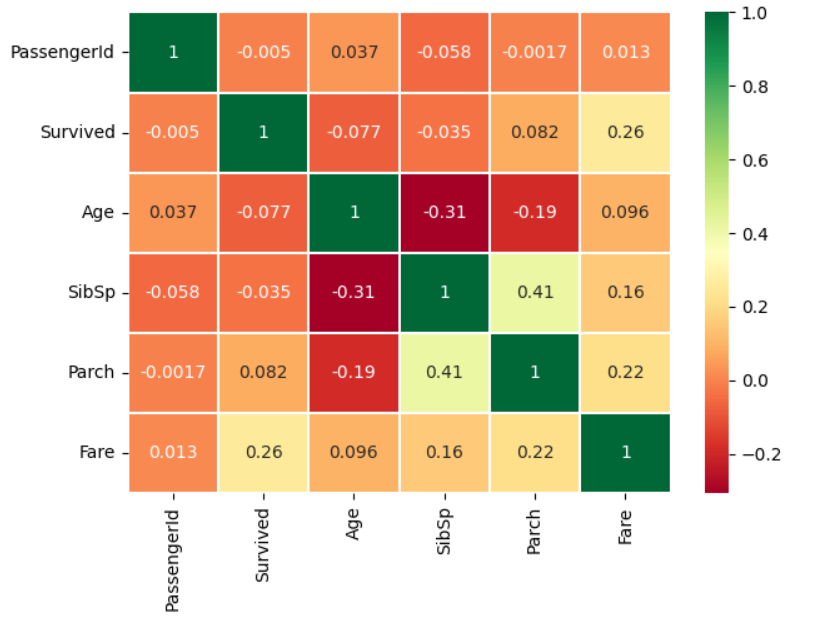 PassengerId 1 -0.005 0.037 -0.058 -0.0017 0.013
Survived -0.005 1 -0.077 -0.035 0.082 0.26
Age 0.037 -0.077 1 -0.31 -0.19 0.096
SibSp -0.058 -0.035 -0.31 1 0.41 0.16
Parch -0.0017 0.082 -0.19 0.41 1 0.22
Fare 0.013 0.26 0.096 0.16 0.22 1
PassengerId
Survived
Age
SibSp
Parch
Fare
1.0
0.8
0.6
0.4
0.2
0.0
−0.2